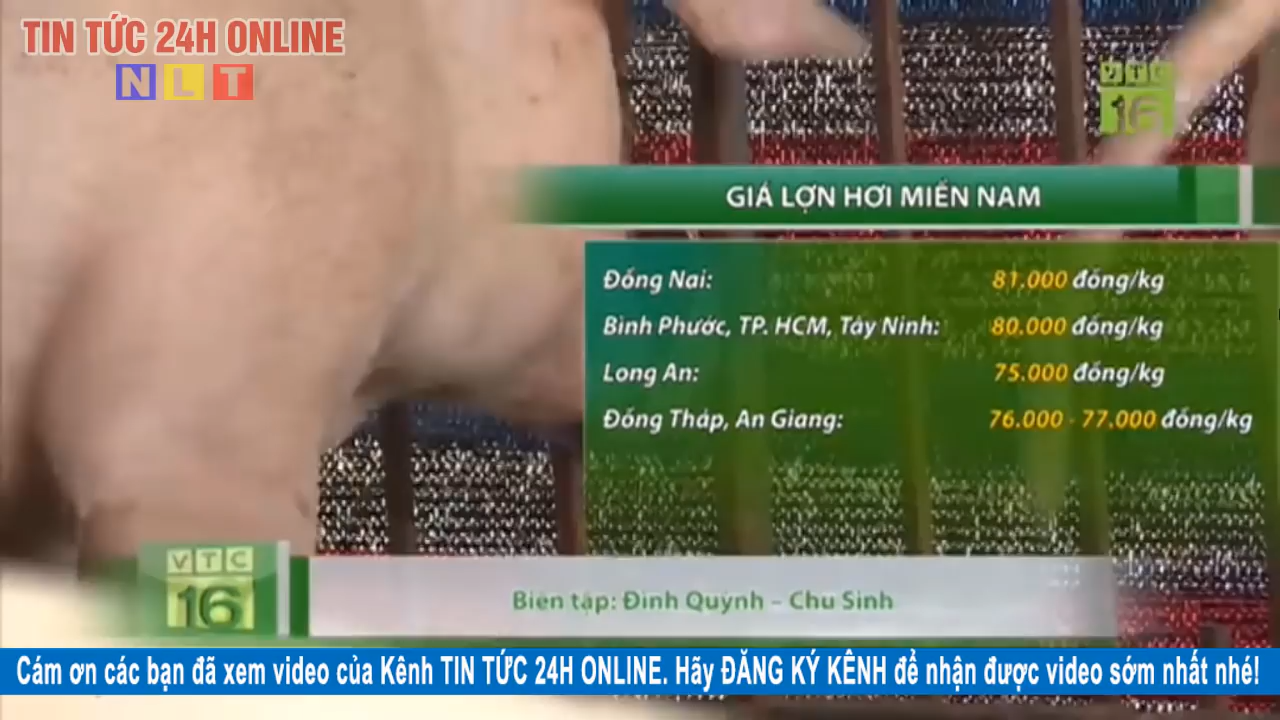 TIN TỨC 24H ONLINE
NLT
VTC
16
GIÁ LỢN HƠI MIỀN NAM
Đồng Nai: 81.000 đồng/kg
Bình Phước, TP. HCM, Tây Ninh: 80.000 đồng/kg
Long An: 75.000 đồng/kg
Đồng Tháp, An Giang: 76.000 - 77.000 đồng/kg
VTC
16
Biên tập: Đinh Quỳnh – Chu Sinh
Cám ơn các bạn đã xem video của Kênh TIN TỨC 24H ONLINE. Hãy ĐĂNG KÝ KÊNH để nhận được video sớm nhất nhé!